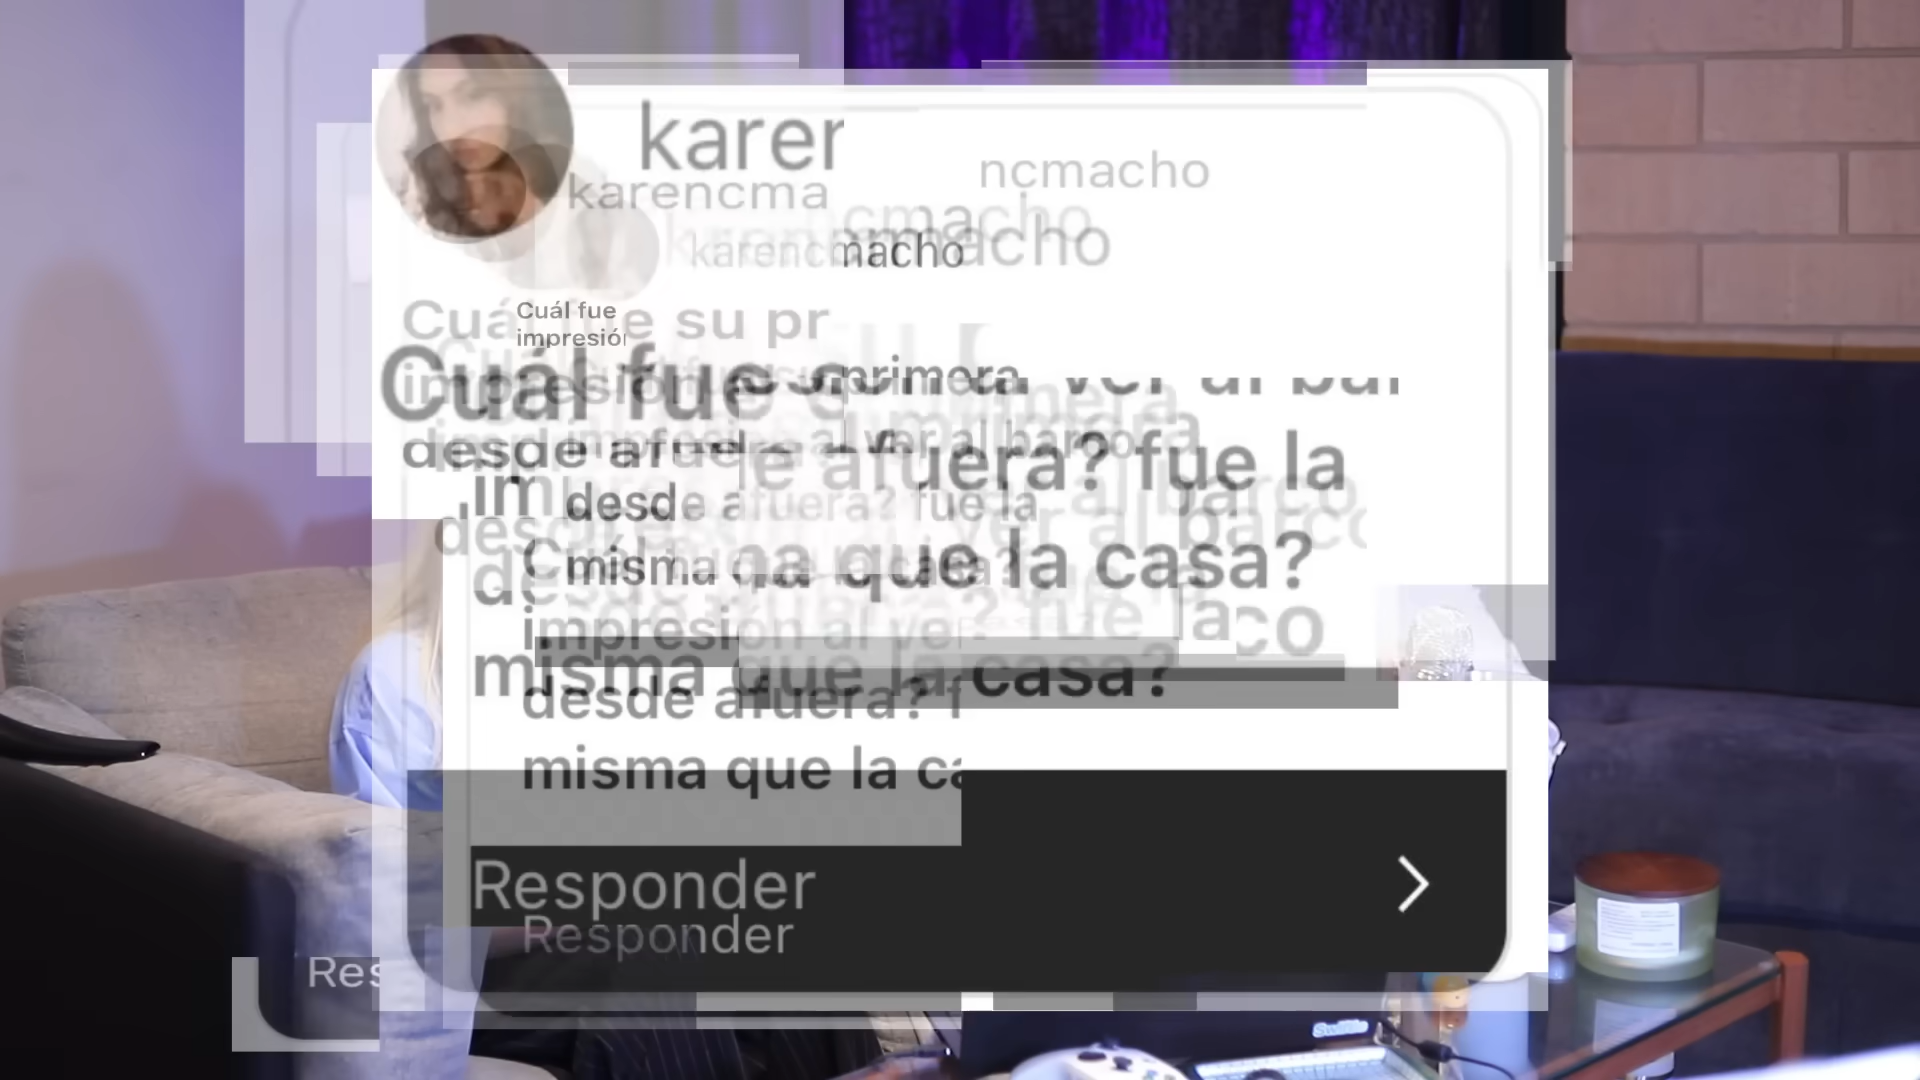 karencmacho
Cuál fue su primera
impresión al ver al barco
desde afuera? fue la
misma que la casa?
Responder